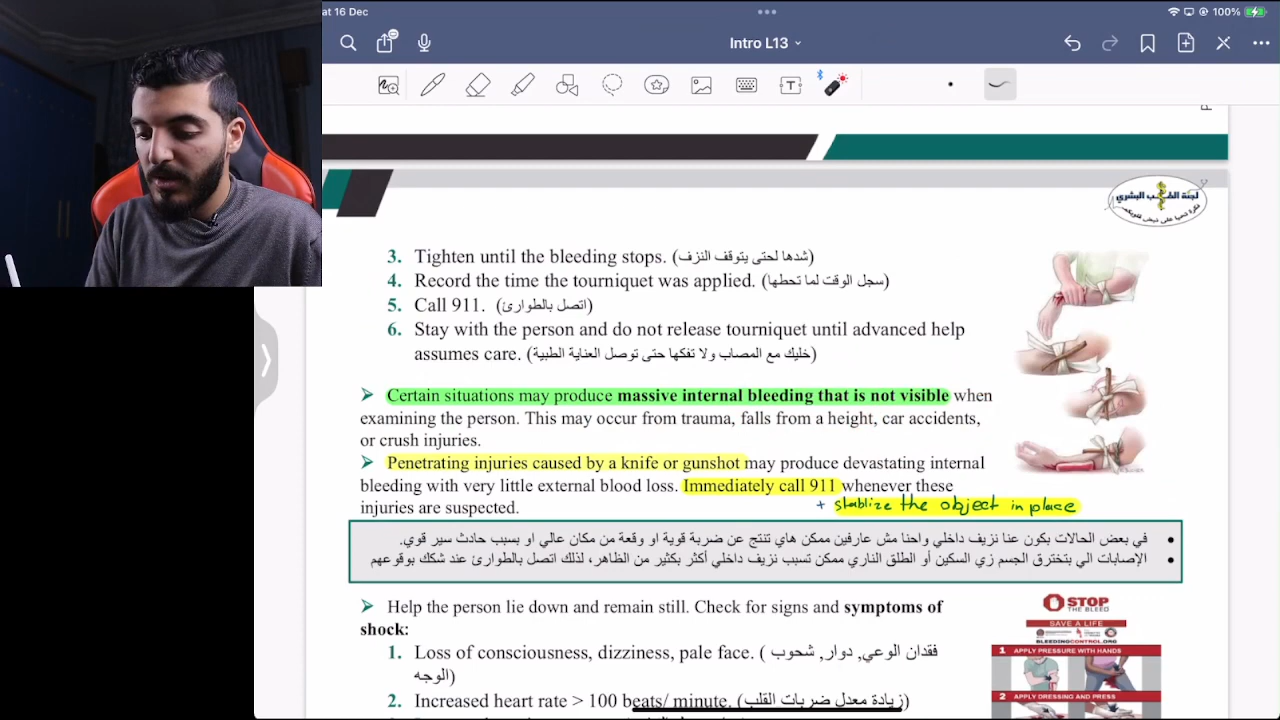 at 16 Dec
100%
Intro L13
لجنة الطب البشري
فكرة تحيا على نبض قلوبكم
3. Tighten until the bleeding stops. (شدها لحتى يتوقف النزف)
4. Record the time the tourniquet was applied. (سجل الوقت لما تحطها)
5. Call 911. (اتصل بالطوارئ)
6. Stay with the person and do not release tourniquet until advanced help
assumes care. (خليك مع المصاب ولا تفكها حتى توصل العناية الطبية)
➢ Certain situations may produce massive internal bleeding that is not visible when
examining the person. This may occur from trauma, falls from a height, car accidents,
or crush injuries.
➢ Penetrating injuries caused by a knife or gunshot may produce devastating internal
bleeding with very little external blood loss. Immediately call 911 whenever these
injuries are suspected.
+ stablize the object in place
• في بعض الحالات بكون عنا نزيف داخلي واحنا مش عارفين ممكن هاي تنتج عن ضربة قوية او وقعة من مكان عالي او بسبب حادث سير قوي.
• الإصابات الي بتخترق الجسم زي السكين أو الطلق الناري ممكن تسبب نزيف داخلي أكثر بكثير من الظاهر، لذلك اتصل بالطوارئ عند شكك بوقوعهم
➢ Help the person lie down and remain still. Check for signs and symptoms of
shock:
1. Loss of consciousness, dizziness, pale face. (فقدان الوعي, دوار, شحوب
الوجه)
2. Increased heart rate > 100 beats/ minute. (زيادة معدل ضربات القلب)
STOP
THE BLEED
SAVE A LIFE
BLEEDINGCONTROL.ORG
1 APPLY PRESSURE WITH HANDS
2 APPLY DRESSING AND PRESS